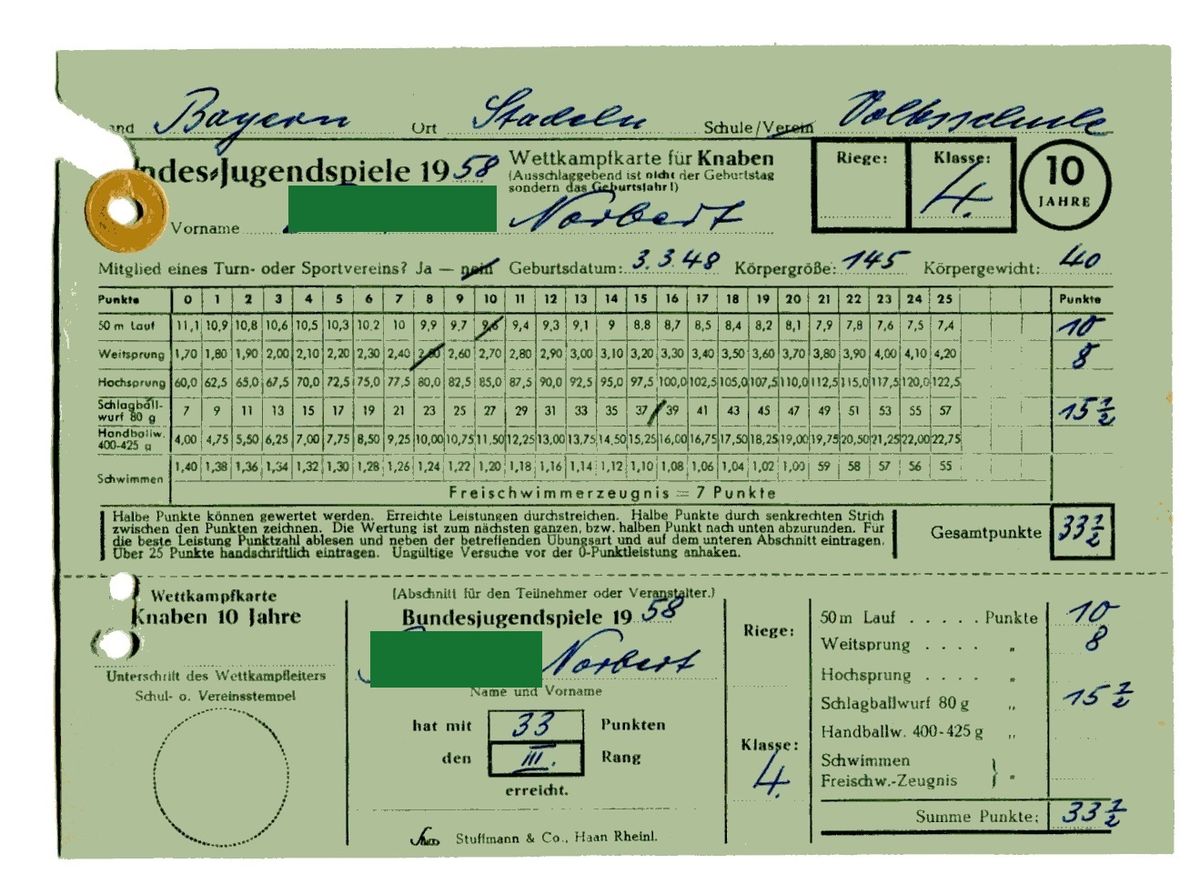 and Bayern Ort Stadeln Schule/Verein Volksschule
ndes-Jugendspiele 1958 Wettkampfkarte für Knaben
(Ausschlaggebend ist nicht der Geburtstag
sondern das Geburtsjahr!)
Riege: Klasse: 4. 10 JAHRE
Vorname Norbert
Mitglied eines Turn- oder Sportvereins? Ja — nein Geburtsdatum: 3.3.48 Körpergröße: 145 Körpergewicht: 40
Punkte 0 1 2 3 4 5 6 7 8 9 10 11 12 13 14 15 16 17 18 19 20 21 22 23 24 25 Punkte
50 m Lauf 11,1 10,9 10,8 10,6 10,5 10,3 10,2 10 9,9 9,7 9,6 9,4 9,3 9,1 9 8,8 8,7 8,5 8,4 8,2 8,1 7,9 7,8 7,6 7,5 7,4 10
Weitsprung 1,70 1,80 1,90 2,00 2,10 2,20 2,30 2,40 2,50 2,60 2,70 2,80 2,90 3,00 3,10 3,20 3,30 3,40 3,50 3,60 3,70 3,80 3,90 4,00 4,10 4,20 8
Hochsprung 60,0 62,5 65,0 67,5 70,0 72,5 75,0 77,5 80,0 82,5 85,0 87,5 90,0 92,5 95,0 97,5 100,0 102,5 105,0 107,5 110,0 112,5 115,0 117,5 120,0 122,5
Schlagball-
wurf 80 g 7 9 11 13 15 17 19 21 23 25 27 29 31 33 35 37 39 41 43 45 47 49 51 53 55 57 15 1/2
Handballw.
400-425 g 4,00 4,75 5,50 6,25 7,00 7,75 8,50 9,25 10,00 10,75 11,50 12,25 13,00 13,75 14,50 15,25 16,00 16,75 17,50 18,25 19,00 19,75 20,50 21,25 22,00 22,75
Schwimmen 1,40 1,38 1,36 1,34 1,32 1,30 1,28 1,26 1,24 1,22 1,20 1,18 1,16 1,14 1,12 1,10 1,08 1,06 1,04 1,02 1,00 59 58 57 56 55
Freischwimmerzeugnis = 7 Punkte
Halbe Punkte können gewertet werden. Erreichte Leistungen durchstreichen. Halbe Punkte durch senkrechten Strich
zwischen den Punkten zeichnen. Die Wertung ist zum nächsten ganzen, bzw. halben Punkt nach unten abzurunden. Für
die beste Leistung Punktzahl ablesen und neben der betreffenden Übungsart und auf dem unteren Abschnitt eintragen.
Über 25 Punkte handschriftlich eintragen. Ungültige Versuche vor der 0-Punktleistung anhaken.
Gesamtpunkte 33 1/2
Wettkampfkarte
Knaben 10 Jahre
Unterschrift des Wettkampfleiters
Schul- o. Vereinsstempel
(Abschnitt für den Teilnehmer oder Veranstalter.)
Bundesjugendspiele 1958
Norbert
Name und Vorname
hat mit 33 Punkten
den III. Rang
erreicht.
Stuffmann & Co., Haan Rheinl.
Riege:
Klasse:
4.
50 m Lauf . . . . . Punkte 10
Weitsprung . . . . „ 8
Hochsprung . . . . „
Schlagballwurf 80 g „ 15 1/2
Handballw. 400-425 g „
Schwimmen
Freischw.-Zeugnis } „
Summe Punkte: 33 1/2